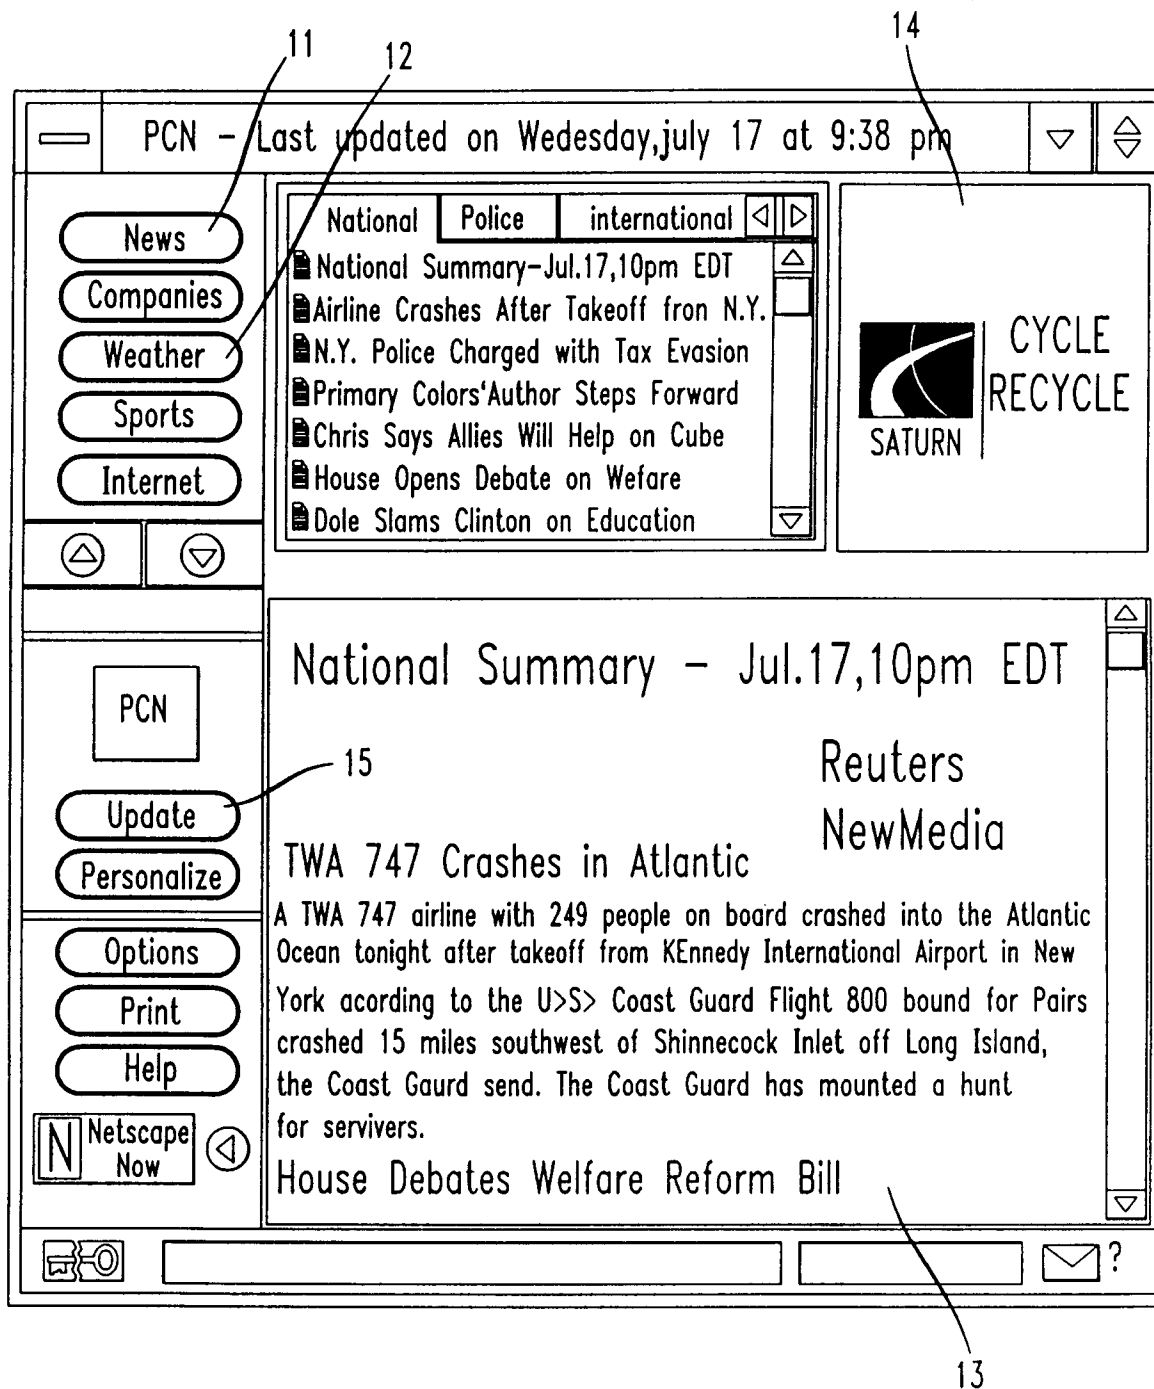 11
12
14
PCN - Last updated on Wedesday,july 17 at 9:38 pm
News
Companies
Weather
Sports
Internet
National Police international
National Summary-Jul.17,10pm EDT
Airline Crashes After Takeoff fron N.Y.
N.Y. Police Charged with Tax Evasion
Primary Colors'Author Steps Forward
Chris Says Allies Will Help on Cube
House Opens Debate on Wefare
Dole Slams Clinton on Education
SATURN
CYCLE
RECYCLE
PCN
15
Update
Personalize
Options
Print
Help
N
Netscape
Now
National Summary - Jul.17,10pm EDT
Reuters
NewMedia
TWA 747 Crashes in Atlantic
A TWA 747 airline with 249 people on board crashed into the Atlantic
Ocean tonight after takeoff from KEnnedy International Airport in New
York acording to the U>S> Coast Guard Flight 800 bound for Pairs
crashed 15 miles southwest of Shinnecock Inlet off Long Island,
the Coast Gaurd send. The Coast Guard has mounted a hunt
for servivers.
House Debates Welfare Reform Bill
?
13